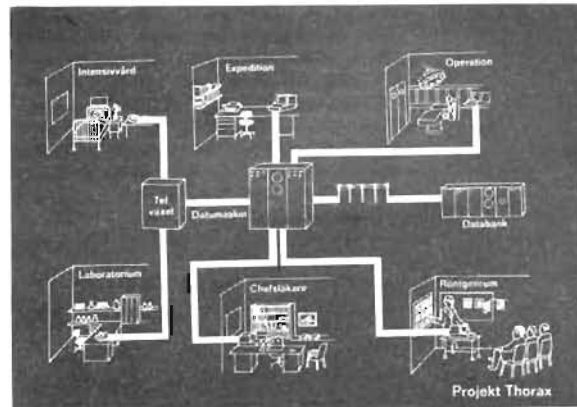 Intensivvård
Expedition
Operation
Tel.
växel
Datamaskin
Databank
Laboratorium
Chefsläkare
Röntgenrum
Projekt Thorax